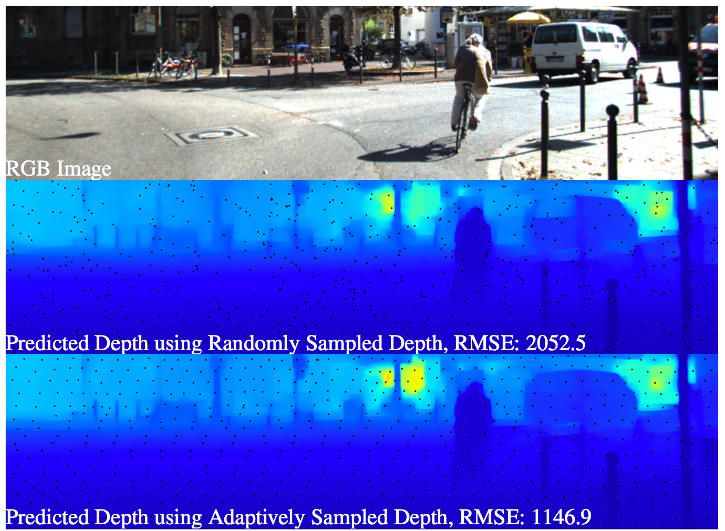 RGB Image
Predicted Depth using Randomly Sampled Depth, RMSE: 2052.5
Predicted Depth using Adaptively Sampled Depth, RMSE: 1146.9